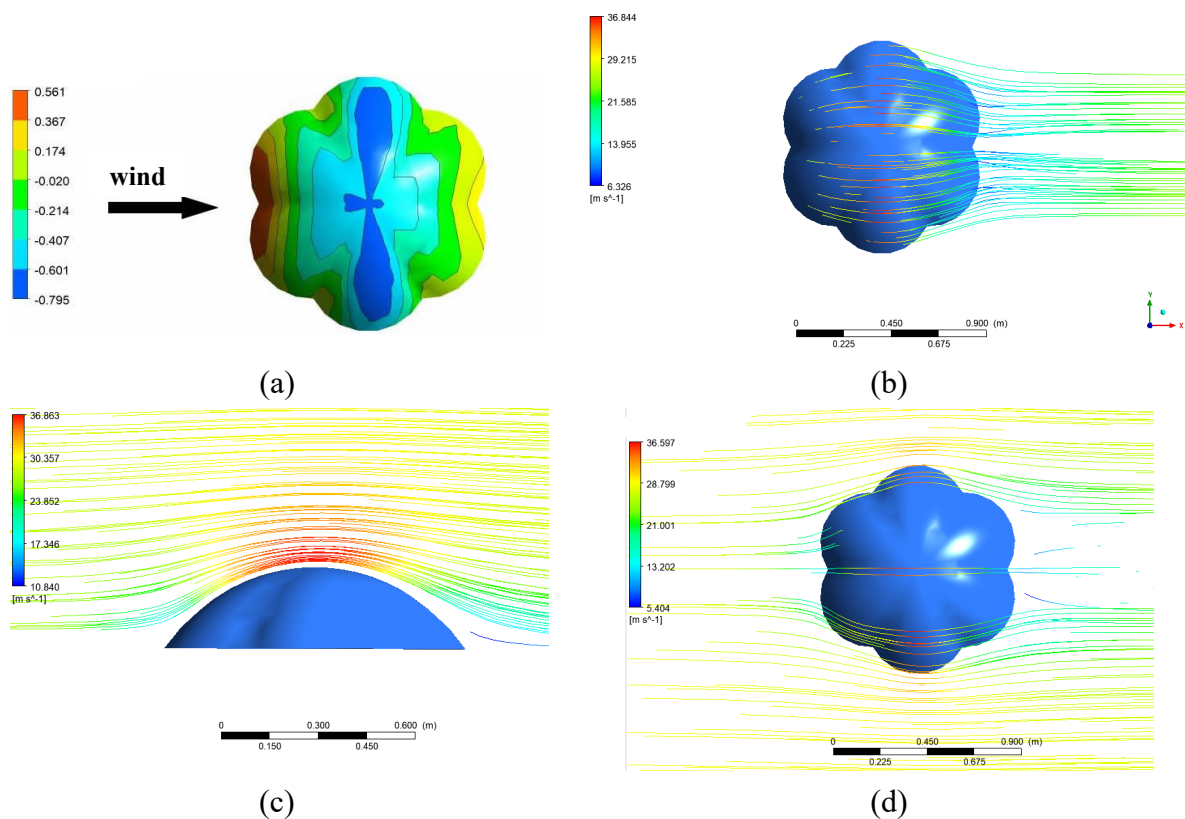 0.561
0.367
0.174
-0.020
-0.214
-0.407
-0.601
-0.795
wind
(a)
36.844
29.215
21.585
13.955
6.326
[m s^-1]
0 0.450 0.900 (m)
0.225 0.675
Y
X
(b)
36.863
30.357
23.852
17.346
10.840
[m s^-1]
0 0.300 0.600 (m)
0.150 0.450
(c)
36.597
28.799
21.001
13.202
5.404
[m s^-1]
0 0.450 0.900 (m)
0.225 0.675
(d)